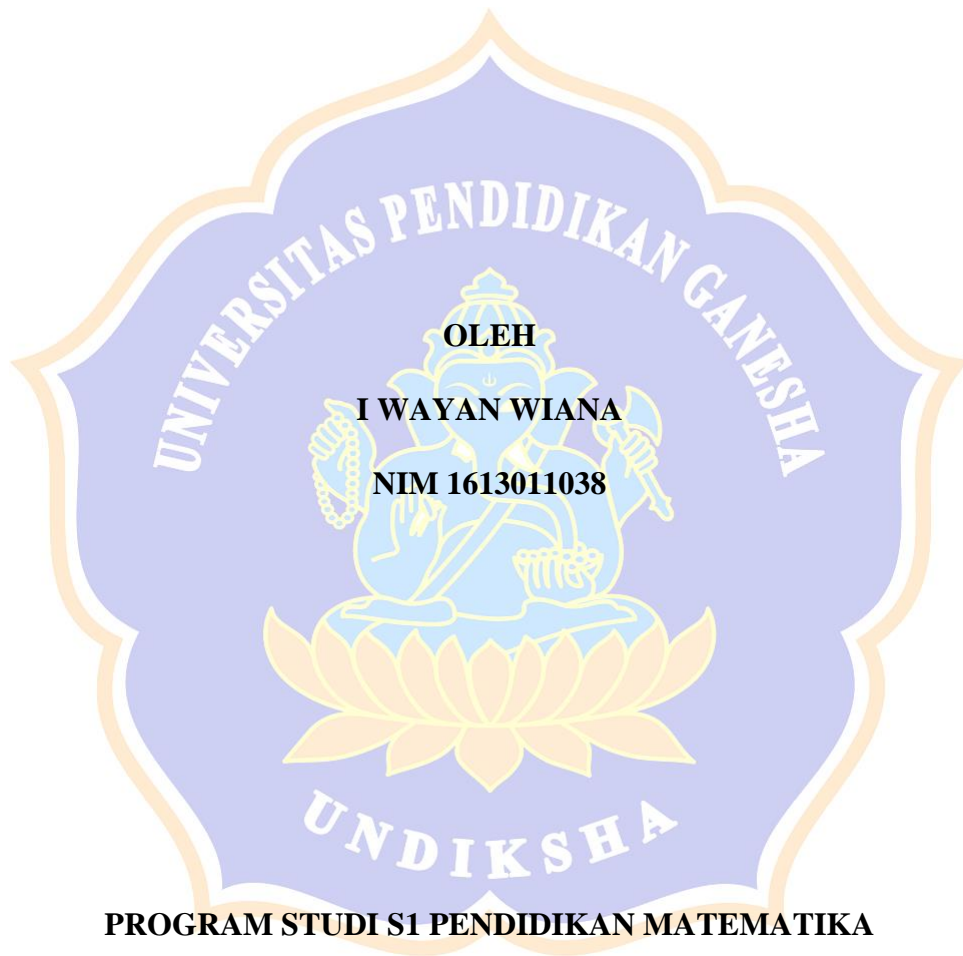 UNIVERSITAS PENDIDIKAN GANESHA
OLEH
I WAYAN WIANA
NIM 1613011038
UNDIKSHA
PROGRAM STUDI S1 PENDIDIKAN MATEMATIKA